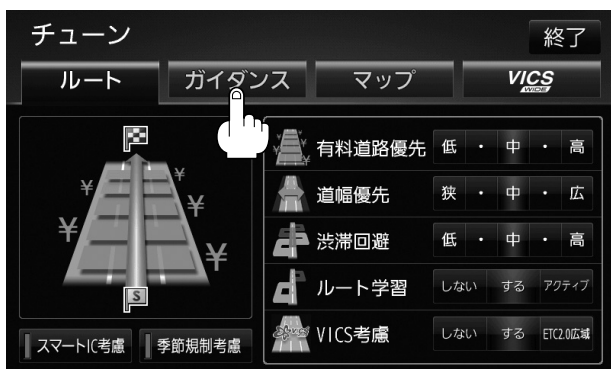 チューン
終了
ルート ガイダンス マップ VICS WIDE
有料道路優先 低 ・ 中 ・ 高
道幅優先 狭 ・ 中 ・ 広
渋滞回避 低 ・ 中 ・ 高
ルート学習 しない する アクティブ
VICS考慮 しない する ETC2.0広域
¥ ¥
¥ ¥
S
スマートIC考慮 季節規制考慮